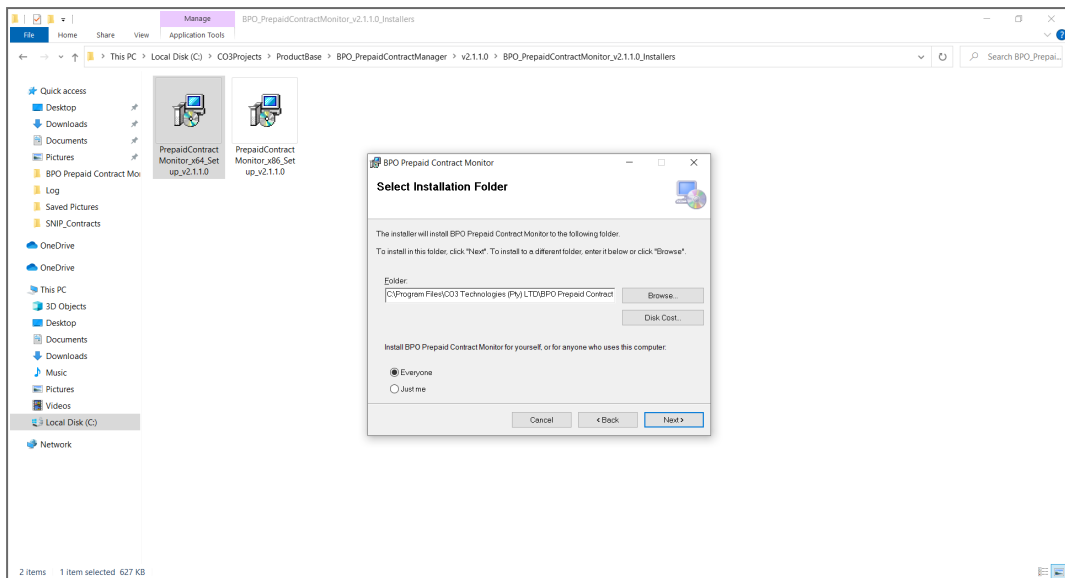 Manage
BPO_PrepaidContractMonitor_v2.1.1.0_Installers
File
Home
Share
View
Application Tools
This PC > Local Disk (C:) > CO3Projects > ProductBase > BPO_PrepaidContractManager > v2.1.1.0 > BPO_PrepaidContractMonitor_v2.1.1.0_Installers
Search BPO_Prepai...
Quick access
Desktop
Downloads
Documents
Pictures
BPO Prepaid Contract Mo
Log
Saved Pictures
SNIP_Contracts
OneDrive
OneDrive
This PC
3D Objects
Desktop
Documents
Downloads
Music
Pictures
Videos
Local Disk (C:)
Network
PrepaidContract
Monitor_x64_Set
up_v2.1.1.0
PrepaidContract
Monitor_x86_Set
up_v2.1.1.0
BPO Prepaid Contract Monitor
Select Installation Folder
The installer will install BPO Prepaid Contract Monitor to the following folder.
To install in this folder, click "Next". To install to a different folder, enter it below or click "Browse".
Folder:
C:\Program Files\CO3 Technologies (Pty) LTD\BPO Prepaid Contract
Browse...
Disk Cost...
Install BPO Prepaid Contract Monitor for yourself, or for anyone who uses this computer:
Everyone
Just me
Cancel
< Back
Next >
2 items
1 item selected 627 KB